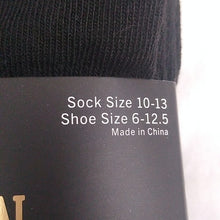 Sock Size 10-13
Shoe Size 6-12.5
Made in China